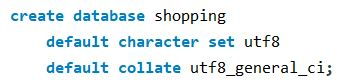 create database shopping
default character set utf8
default collate utf8_general_ci;